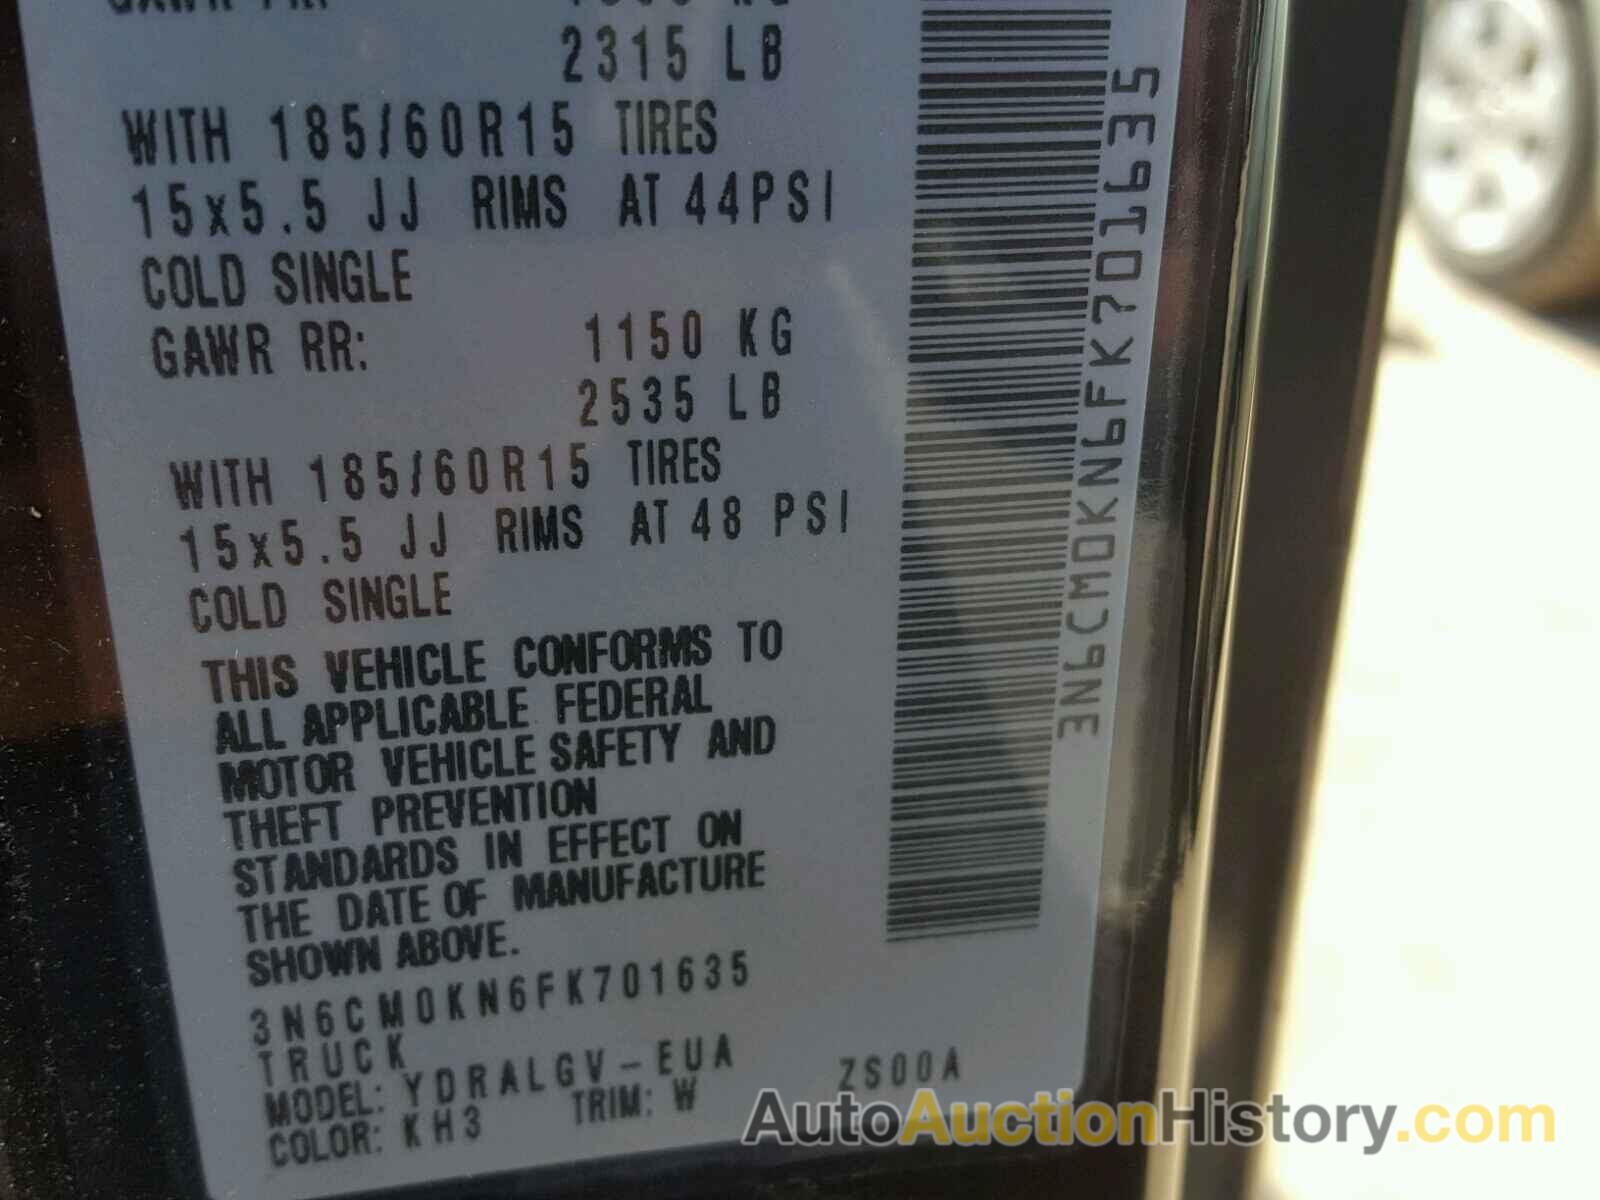 2315 LB
WITH 185/60R15 TIRES
15x5.5 JJ RIMS AT 44PSI
COLD SINGLE
GAWR RR: 1150 KG
2535 LB
WITH 185/60R15 TIRES
15x5.5 JJ RIMS AT 48 PSI
COLD SINGLE
THIS VEHICLE CONFORMS TO
ALL APPLICABLE FEDERAL
MOTOR VEHICLE SAFETY AND
THEFT PREVENTION
STANDARDS IN EFFECT ON
THE DATE OF MANUFACTURE
SHOWN ABOVE.
3N6CM0KN6FK701635
TRUCK
MODEL: YDRALGV-EUA ZS00A
COLOR: KH3 TRIM: W
3N6CM0KN6FK701635
AutoAuctionHistory.com